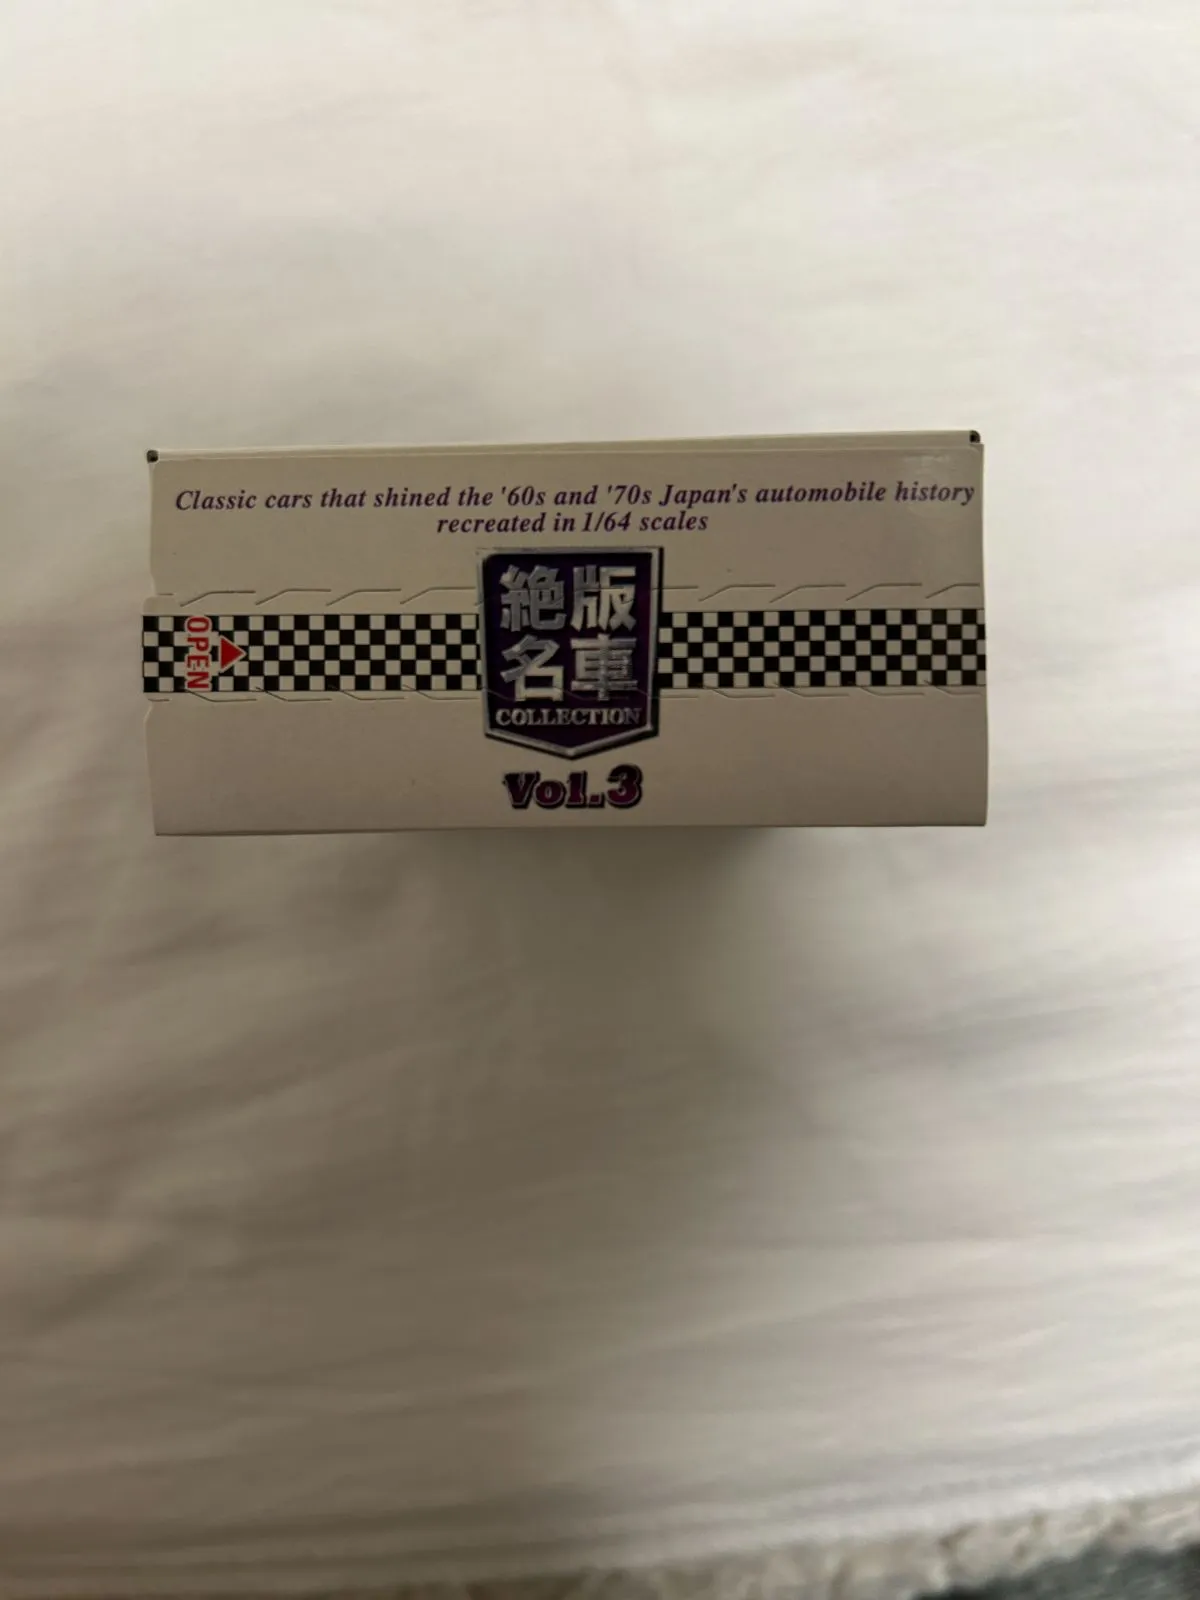 Classic cars that shined the '60s and '70s Japan's automobile history
recreated in 1/64 scales
OPEN
絶版
名車
COLLECTION
Vol.3